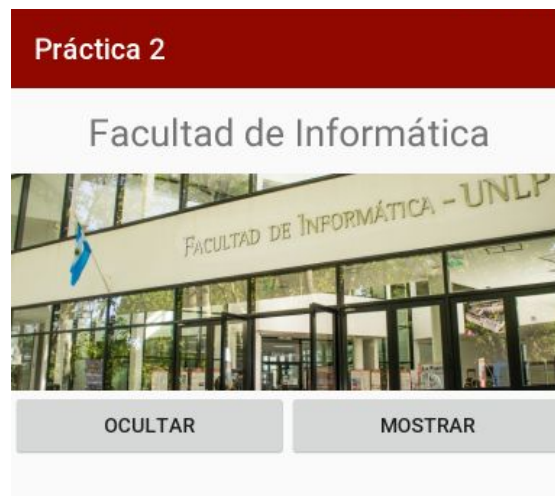 Práctica 2
Facultad de Informática
FACULTAD DE INFORMÁTICA - UNLP
OCULTAR
MOSTRAR